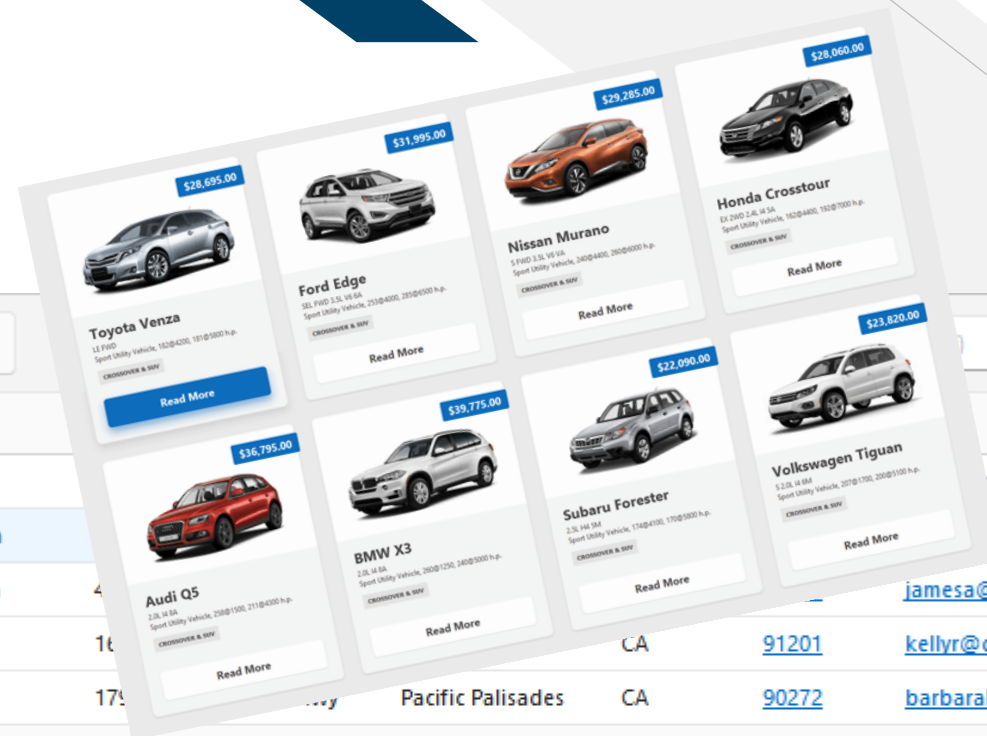 $28,695.00
Toyota Venza
LE FWD
Sport Utility Vehicle, 182@4200, 181@5800 h.p.
CROSSOVER & SUV
Read More
$31,995.00
Ford Edge
SEL FWD 3.5L V6 6A
Sport Utility Vehicle, 253@4000, 285@6500 h.p.
CROSSOVER & SUV
Read More
$29,285.00
Nissan Murano
S FWD 3.5L V6 VA
Sport Utility Vehicle, 240@4400, 260@6000 h.p.
CROSSOVER & SUV
Read More
$28,060.00
Honda Crosstour
EX 2WD 2.4L I4 5A
Sport Utility Vehicle, 162@4400, 192@7000 h.p.
CROSSOVER & SUV
Read More
$36,795.00
Audi Q5
2.0L I4 8A
Sport Utility Vehicle, 258@1500, 211@4300 h.p.
CROSSOVER & SUV
Read More
$39,775.00
BMW X3
2.0L I4 8A
Sport Utility Vehicle, 260@1250, 240@5000 h.p.
CROSSOVER & SUV
Read More
$22,090.00
Subaru Forester
2.5L H4 5M
Sport Utility Vehicle, 174@4100, 170@5800 h.p.
CROSSOVER & SUV
Read More
$23,820.00
Volkswagen Tiguan
S 2.0L I4 6M
Sport Utility Vehicle, 207@1700, 200@5100 h.p.
CROSSOVER & SUV
Read More
jamesa@
CA 91201 kellyr@
179 Pacific Palisades CA 90272 barbara